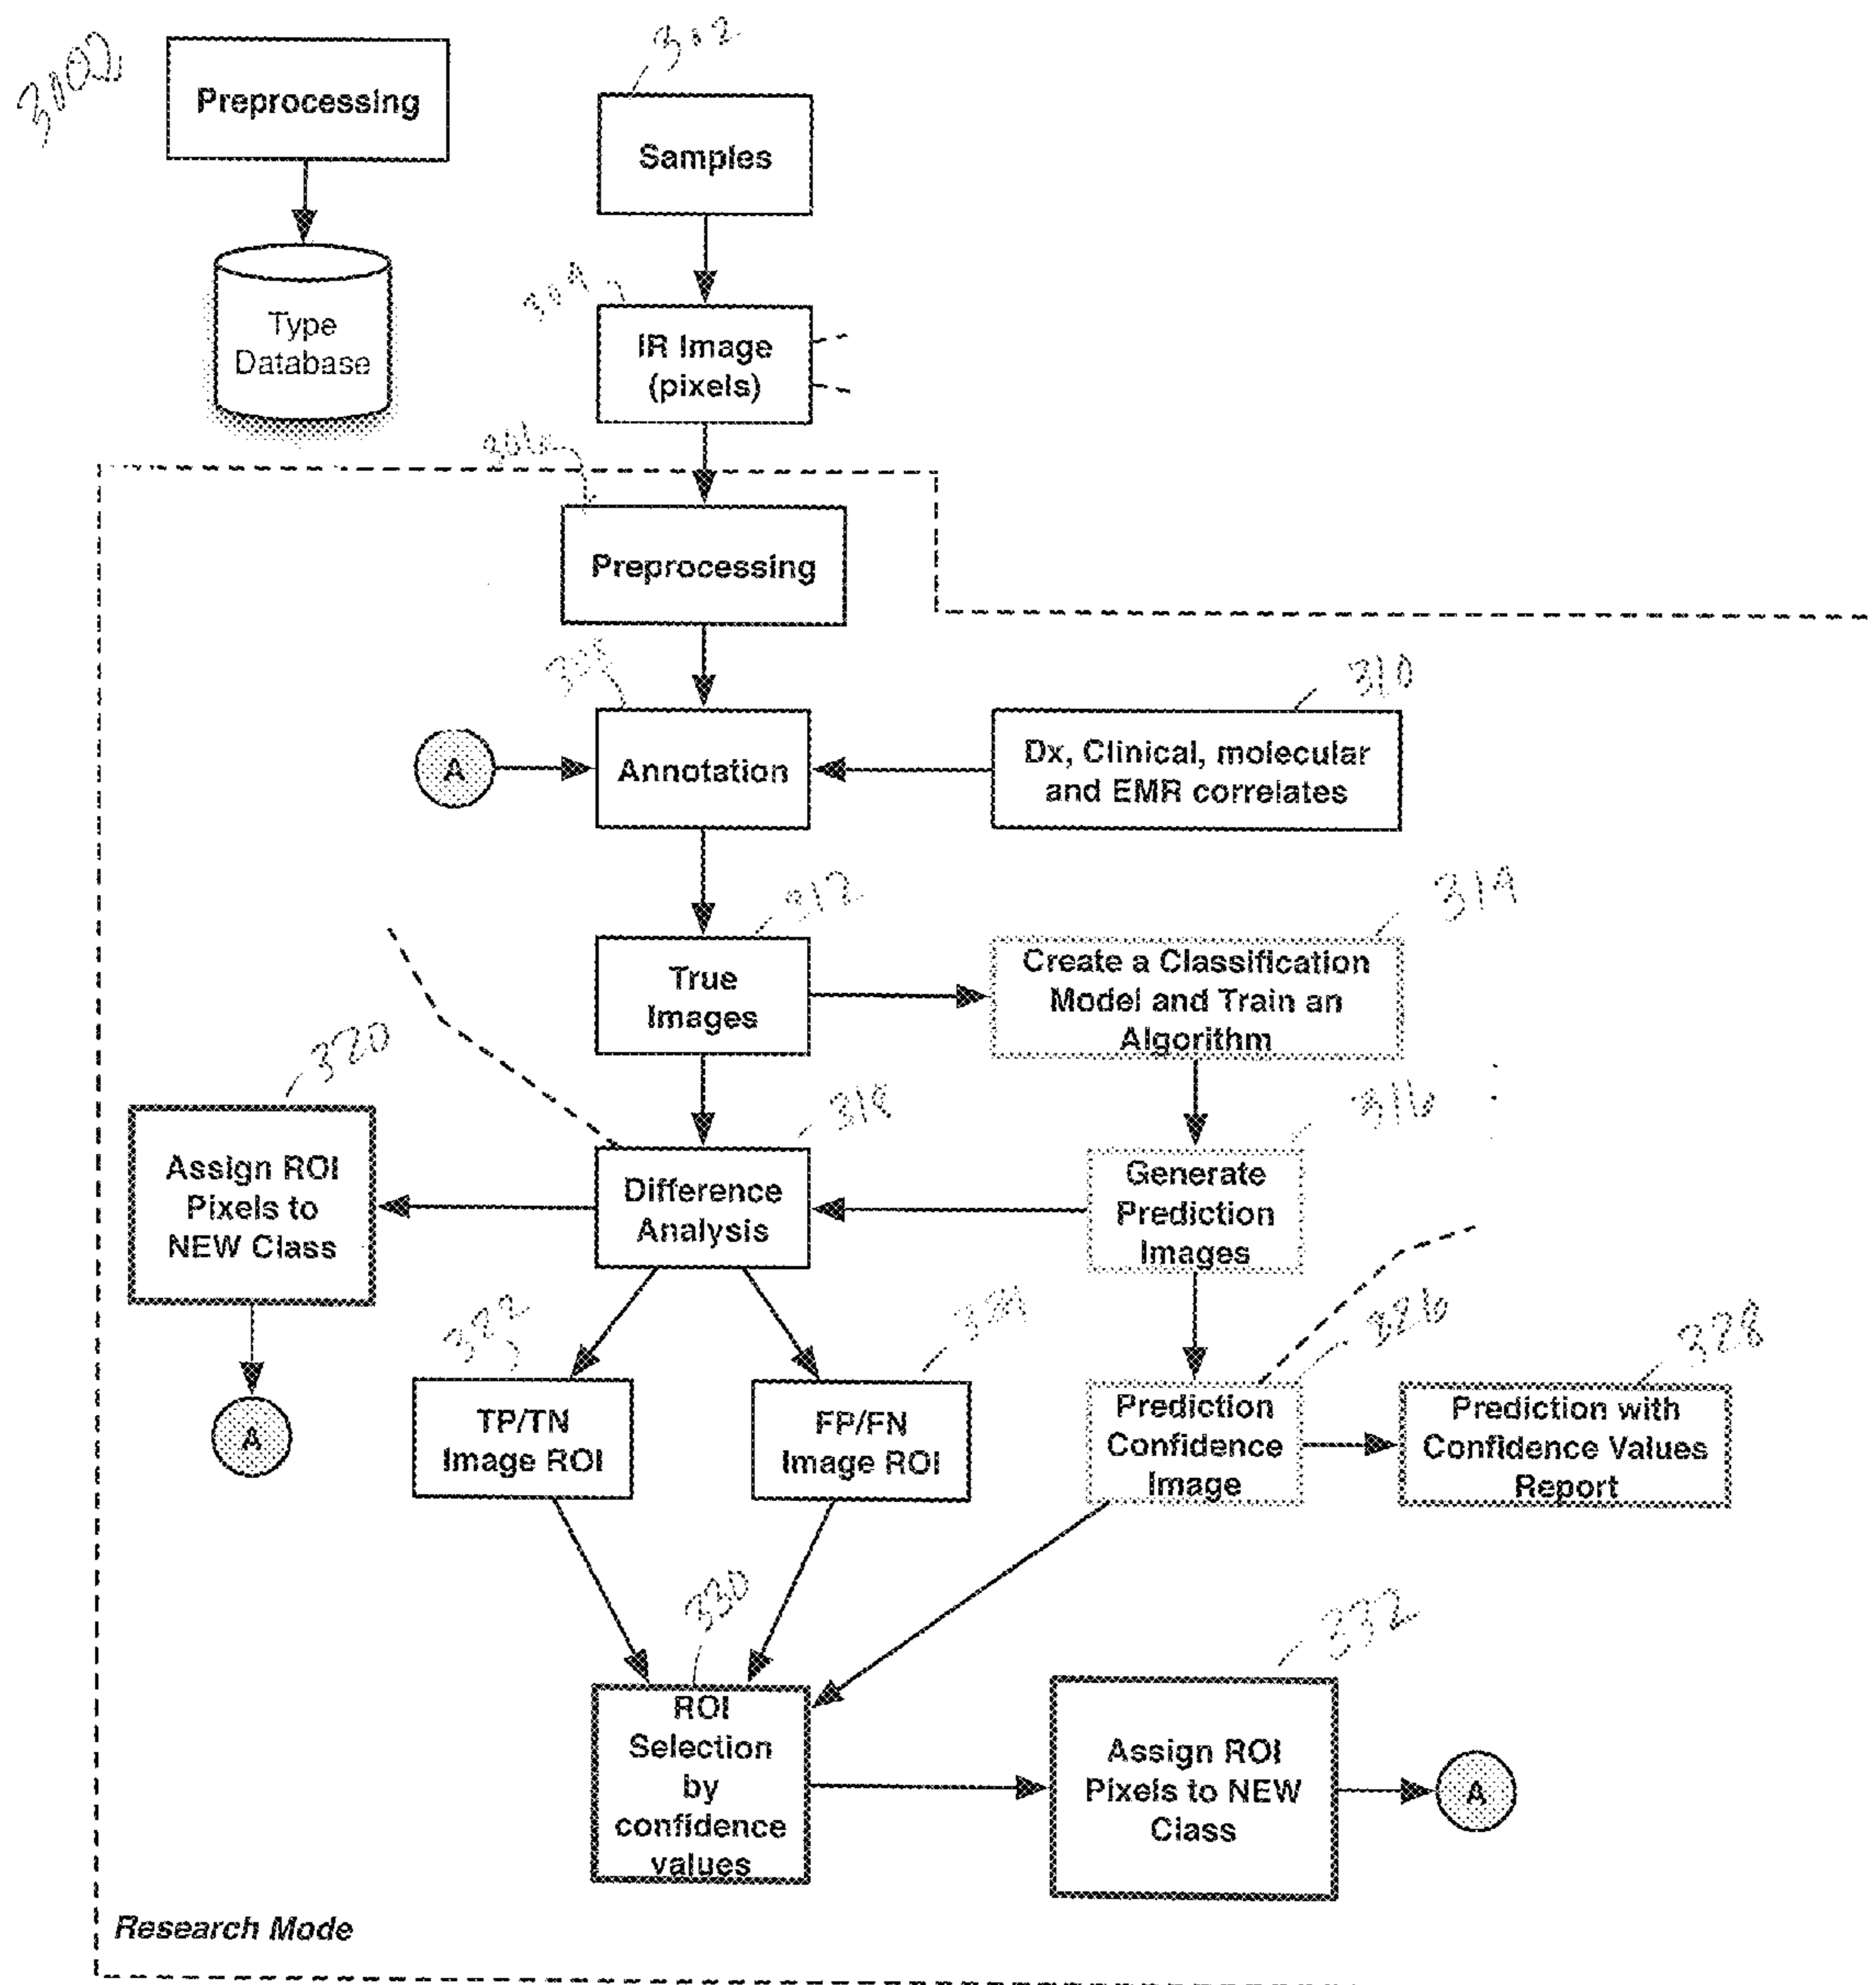 Preprocessing
302
Samples
Type
Database
IR Image
(pixels)
Preprocessing
310
A
Annotation
Dx, Clinical, molecular
and EMR correlates
312
314
True
Images
Create a Classification
Model and Train an
Algorithm
320
318
316
Assign ROI
Pixels to
NEW Class
Difference
Analysis
Generate
Prediction
Images
322
324
326
328
A
TP/TN
Image ROI
FP/FN
Image ROI
Prediction
Confidence
Image
Prediction with
Confidence Values
Report
330
332
ROI
Selection
by
confidence
values
Assign ROI
Pixels to NEW
Class
A
Research Mode